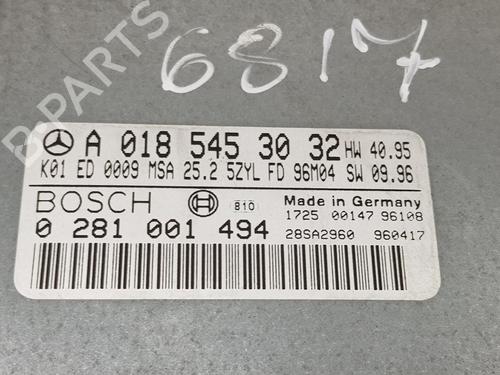 6817
A 018 545 30 32 HW 40.95
K01 ED 0009 MSA 25.2 5ZYL FD 96M04 SW 09.96
BOSCH 810 Made in Germany
1725 00147 96108
0 281 001 494 28SA2960 960417
B-PARTS